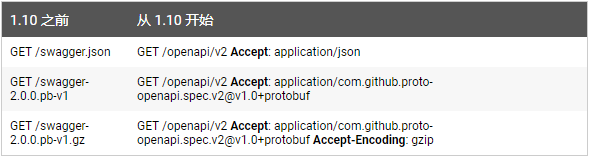 1.10 之前 从 1.10 开始
GET /swagger.json GET /openapi/v2 Accept: application/json
GET /swagger- GET /openapi/v2 Accept: application/com.github.proto-
2.0.0.pb-v1 openapi.spec.v2@v1.0+protobuf
GET /swagger- GET /openapi/v2 Accept: application/com.github.proto-
2.0.0.pb-v1.gz openapi.spec.v2@v1.0+protobuf Accept-Encoding: gzip